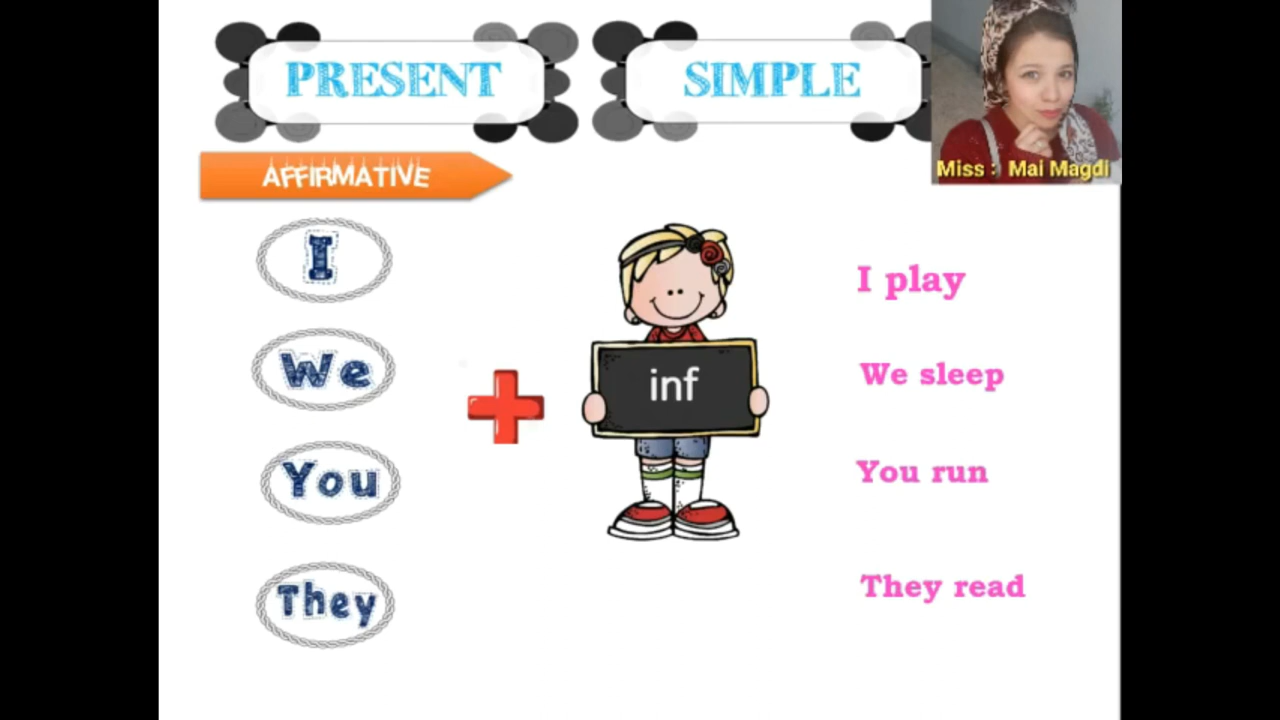 PRESENT SIMPLE
Miss : Mai Magdi
AFFIRMATIVE
I
We
You
They
inf
I play
We sleep
You run
They read